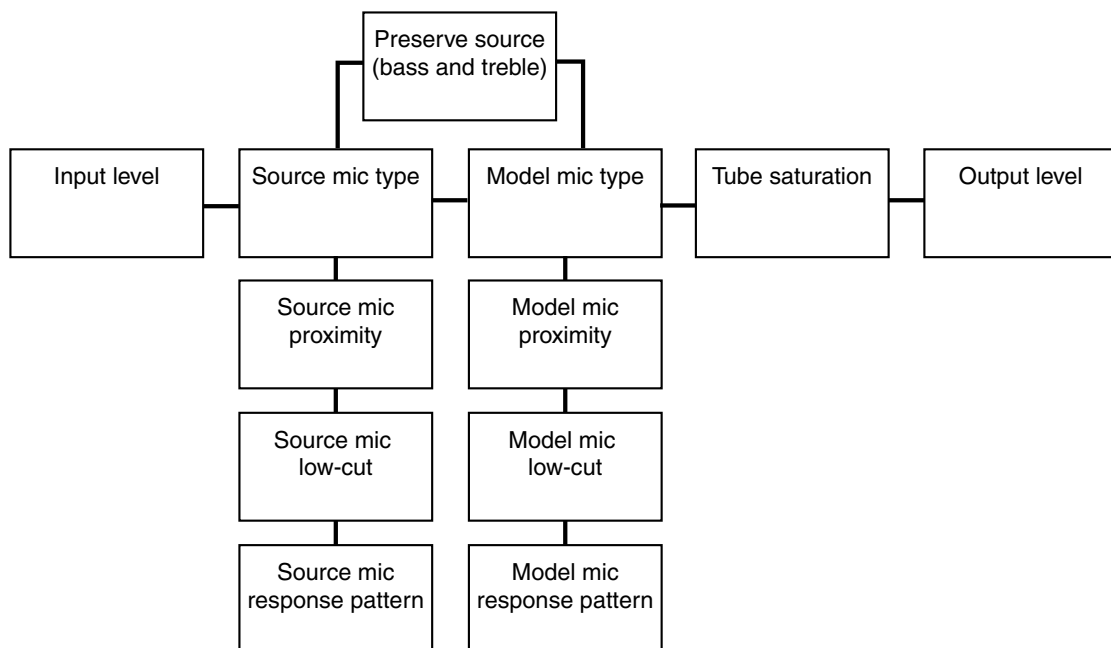 Preserve source
(bass and treble)
Input level
Source mic type
Model mic type
Tube saturation
Output level
Source mic
proximity
Model mic
proximity
Source mic
low-cut
Model mic
low-cut
Source mic
response pattern
Model mic
response pattern